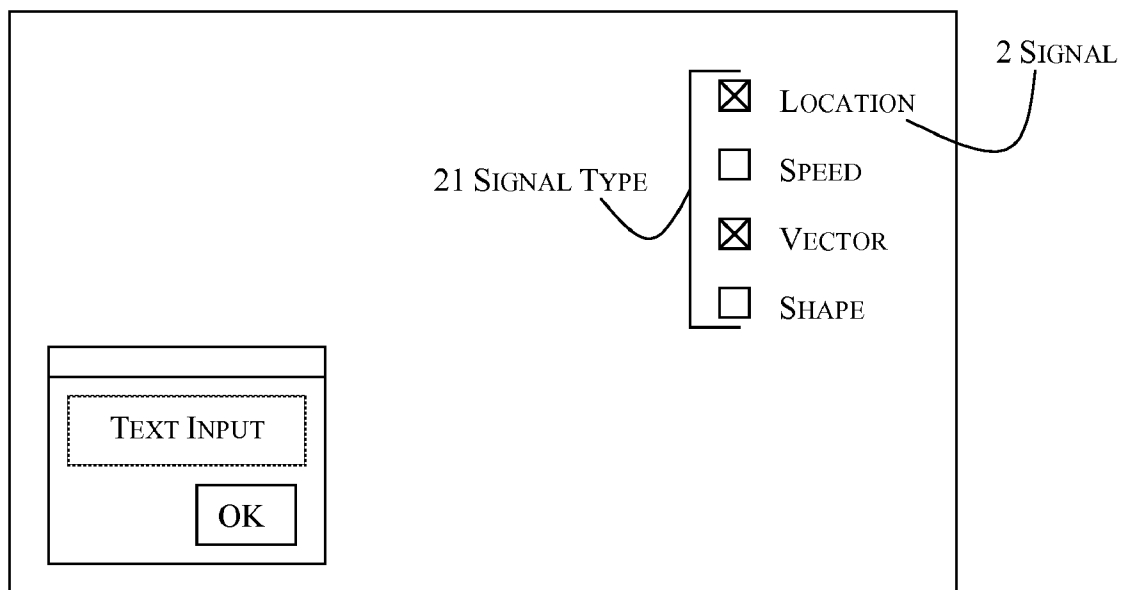 2 SIGNAL
LOCATION
SPEED
21 SIGNAL TYPE
VECTOR
SHAPE
TEXT INPUT
OK